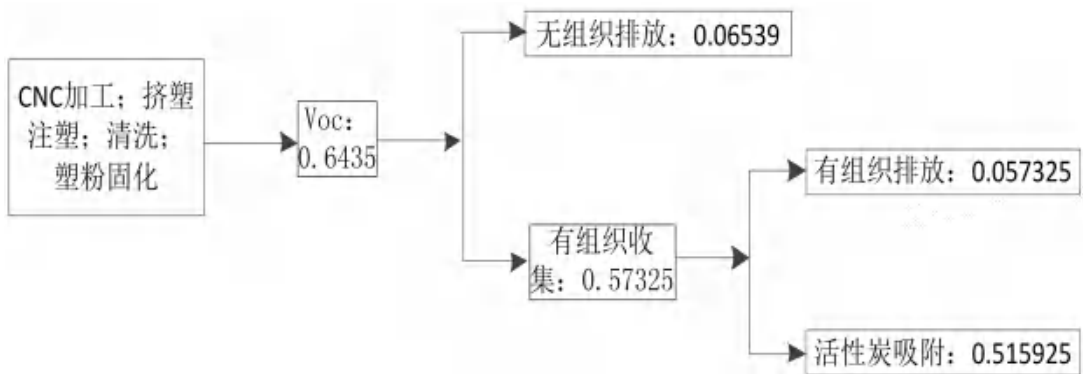 CNC加工；挤塑
注塑；清洗；
塑粉固化
Voc：
0.6435
无组织排放：0.06539
有组织收
集：0.57325
有组织排放：0.057325
活性炭吸附：0.515925